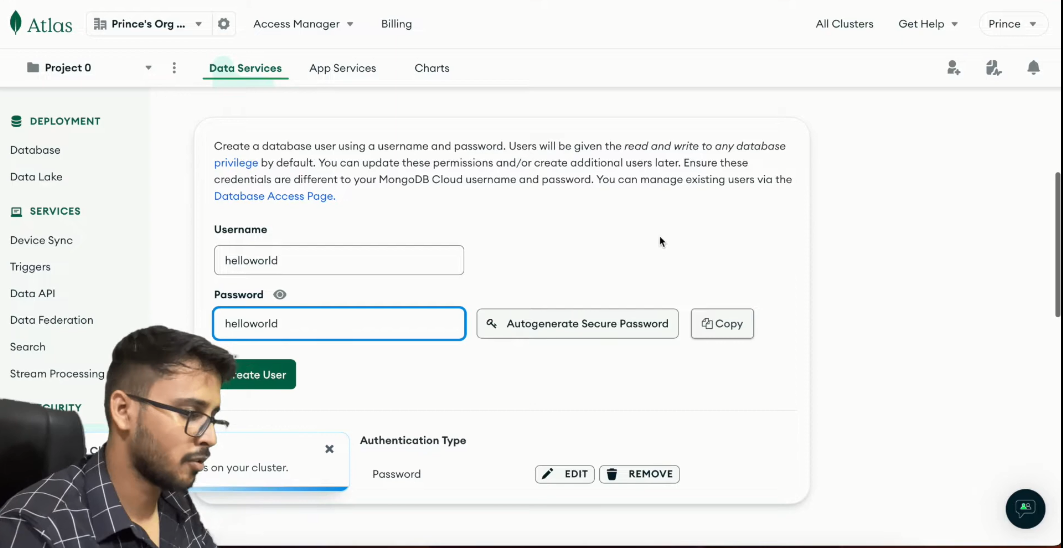 Atlas
Prince's Org ...
Access Manager
Billing
All Clusters
Get Help
Prince
Project 0
Data Services
App Services
Charts
DEPLOYMENT
Database
Data Lake
SERVICES
Device Sync
Triggers
Data API
Data Federation
Search
Stream Processing
Create a database user using a username and password. Users will be given the read and write to any database
privilege by default. You can update these permissions and/or create additional users later. Ensure these
credentials are different to your MongoDB Cloud username and password. You can manage existing users via the
Database Access Page.
Username
helloworld
Password
helloworld
Autogenerate Secure Password
Copy
User
Authentication Type
on your cluster.
Password
EDIT
REMOVE